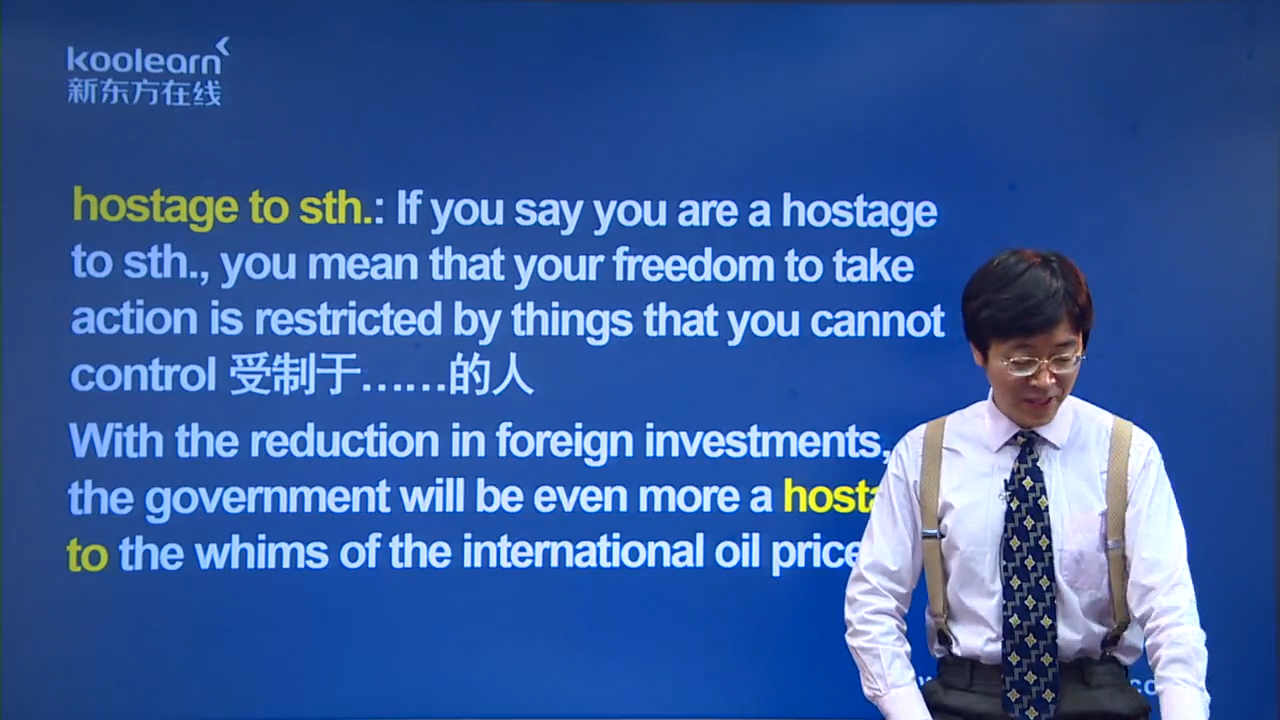 koolearn
新东方在线
hostage to sth.: If you say you are a hostage
to sth., you mean that your freedom to take
action is restricted by things that you cannot
control 受制于……的人
With the reduction in foreign investments,
the government will be even more a
to the whims of the international oil